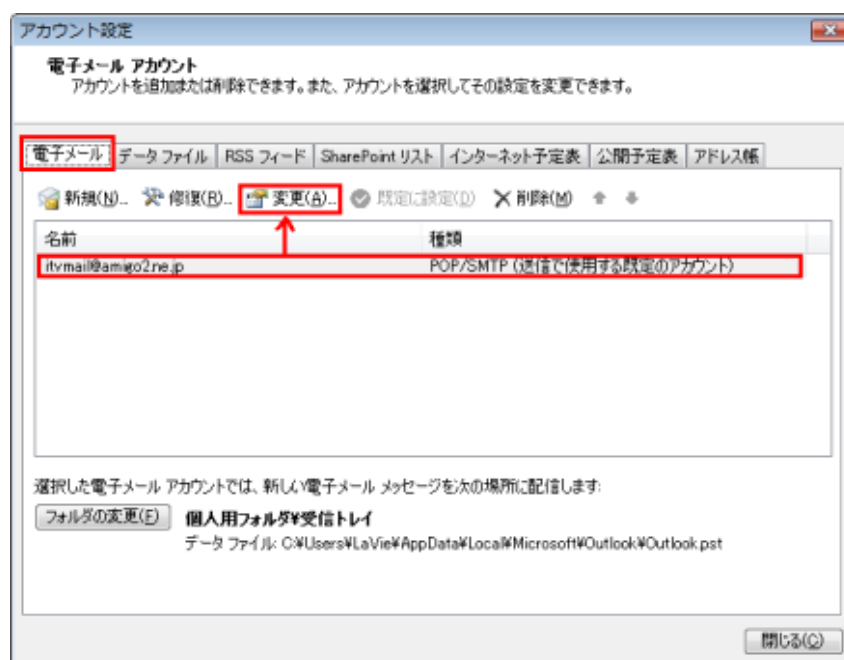 アカウント設定
電子メール アカウント
アカウントを追加または削除できます。また、アカウントを選択してその設定を変更できます。
電子メール データ ファイル RSS フィード SharePoint リスト インターネット予定表 公開予定表 アドレス帳
新規(N)... 修復(R)... 変更(A)... 既定に設定(D) 削除(M)
名前 種類
itvmail@amigo2.ne.jp POP/SMTP (送信で使用する既定のアカウント)
選択した電子メール アカウントでは、新しい電子メール メッセージを次の場所に配信します:
フォルダの変更(F) 個人用フォルダ¥受信トレイ
データ ファイル: C:¥Users¥LaVie¥AppData¥Local¥Microsoft¥Outlook¥Outlook.pst
閉じる(C)